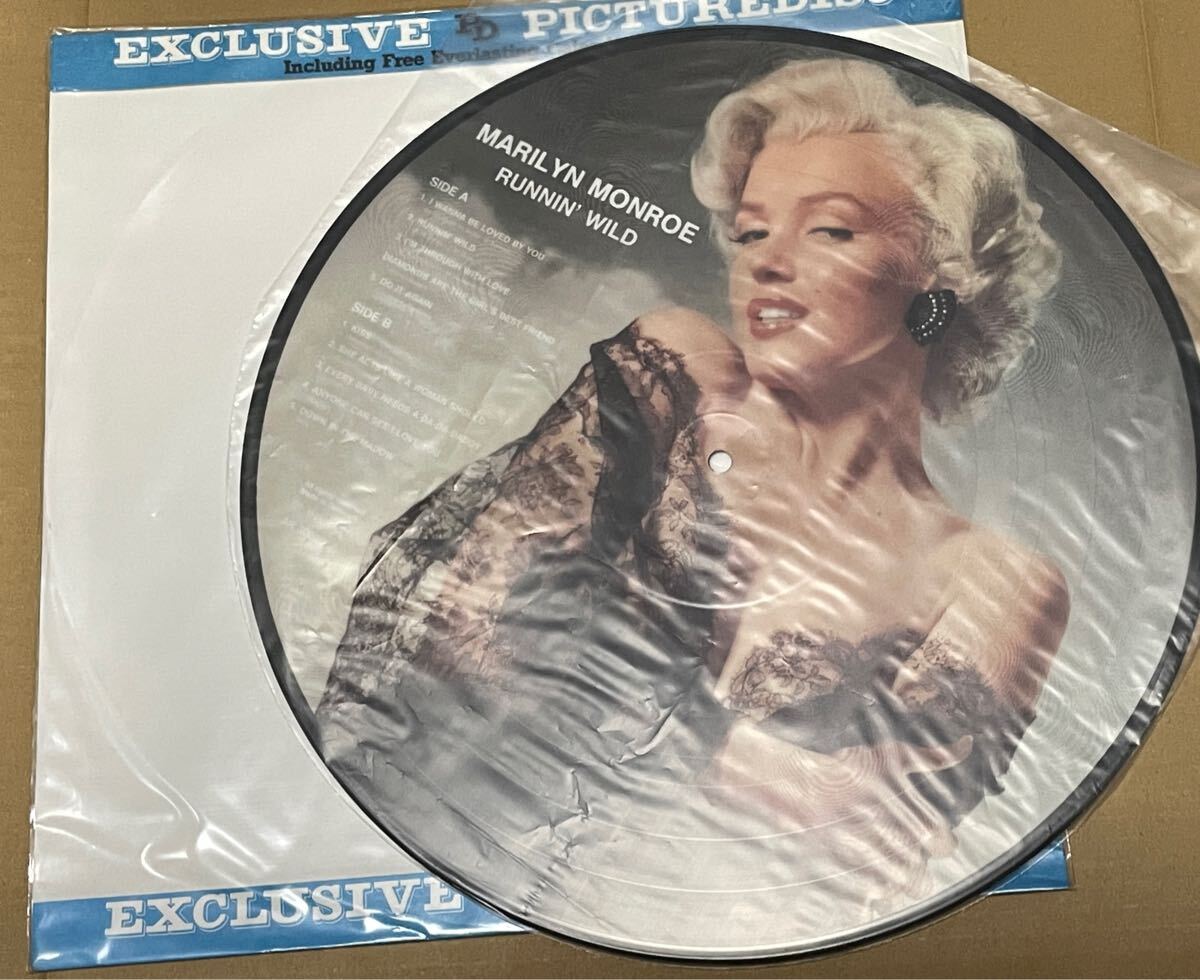 EXCLUSIVE PD PICTUREDISC
Including Free Everlasting
MARILYN MONROE
RUNNIN' WILD
SIDE A
1. I WANNA BE LOVED BY YOU
2. RUNNIN' WILD
3. I'M THROUGH WITH LOVE
DIAMONDS ARE THE GIRL'S BEST FRIEND
5. DO IT AGAIN
SIDE B
1. KISS
2. SHE ACTS LIKE A WOMAN SHOULD
3. EVERY BABY NEEDS A DA-DA-DADDY
4. ANYONE CAN SEE I LOVE YOU
5. DOWN IN THE MEADOW
EXCLUSIVE